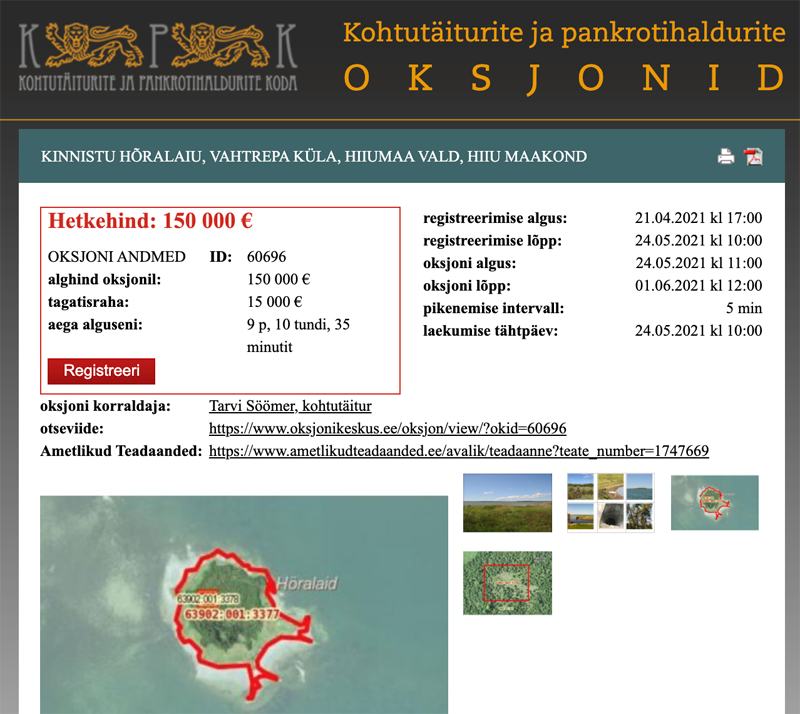 K P K
KOHTUTÄITURITE JA PANKROTIHALDURITE KODA
Kohtutäiturite ja pankrotihaldurite
OKSJONID
KINNISTU HÕRALAIU, VAHTREPA KÜLA, HIIUMAA VALD, HIIU MAAKOND
Hetkehind: 150 000 €
OKSJONI ANDMED ID: 60696
alghind oksjonil: 150 000 €
tagatisraha: 15 000 €
aega alguseni: 9 p, 10 tundi, 35
minutit
Registreeri
registreerimise algus: 21.04.2021 kl 17:00
registreerimise lõpp: 24.05.2021 kl 10:00
oksjoni algus: 24.05.2021 kl 11:00
oksjoni lõpp: 01.06.2021 kl 12:00
pikenemise intervall: 5 min
laekumise tähtpäev: 24.05.2021 kl 10:00
oksjoni korraldaja: Tarvi Söömer, kohtutäitur
otseviide: https://www.oksjonikeskus.ee/oksjon/view/?okid=60696
Ametlikud Teadaanded: https://www.ametlikudteadaanded.ee/avalik/teadaanne?teate_number=1747669
Hõralaid
63902:001:3378
63902:001:3377